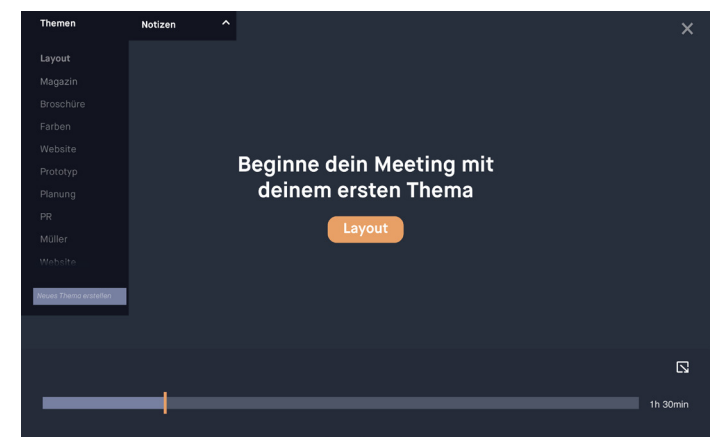 Themen
Notizen
Layout
Magazin
Broschüre
Farben
Website
Prototyp
Planung
PR
Müller
Website
Neues Thema erstellen
Beginne dein Meeting mit
deinem ersten Thema
Layout
1h 30min